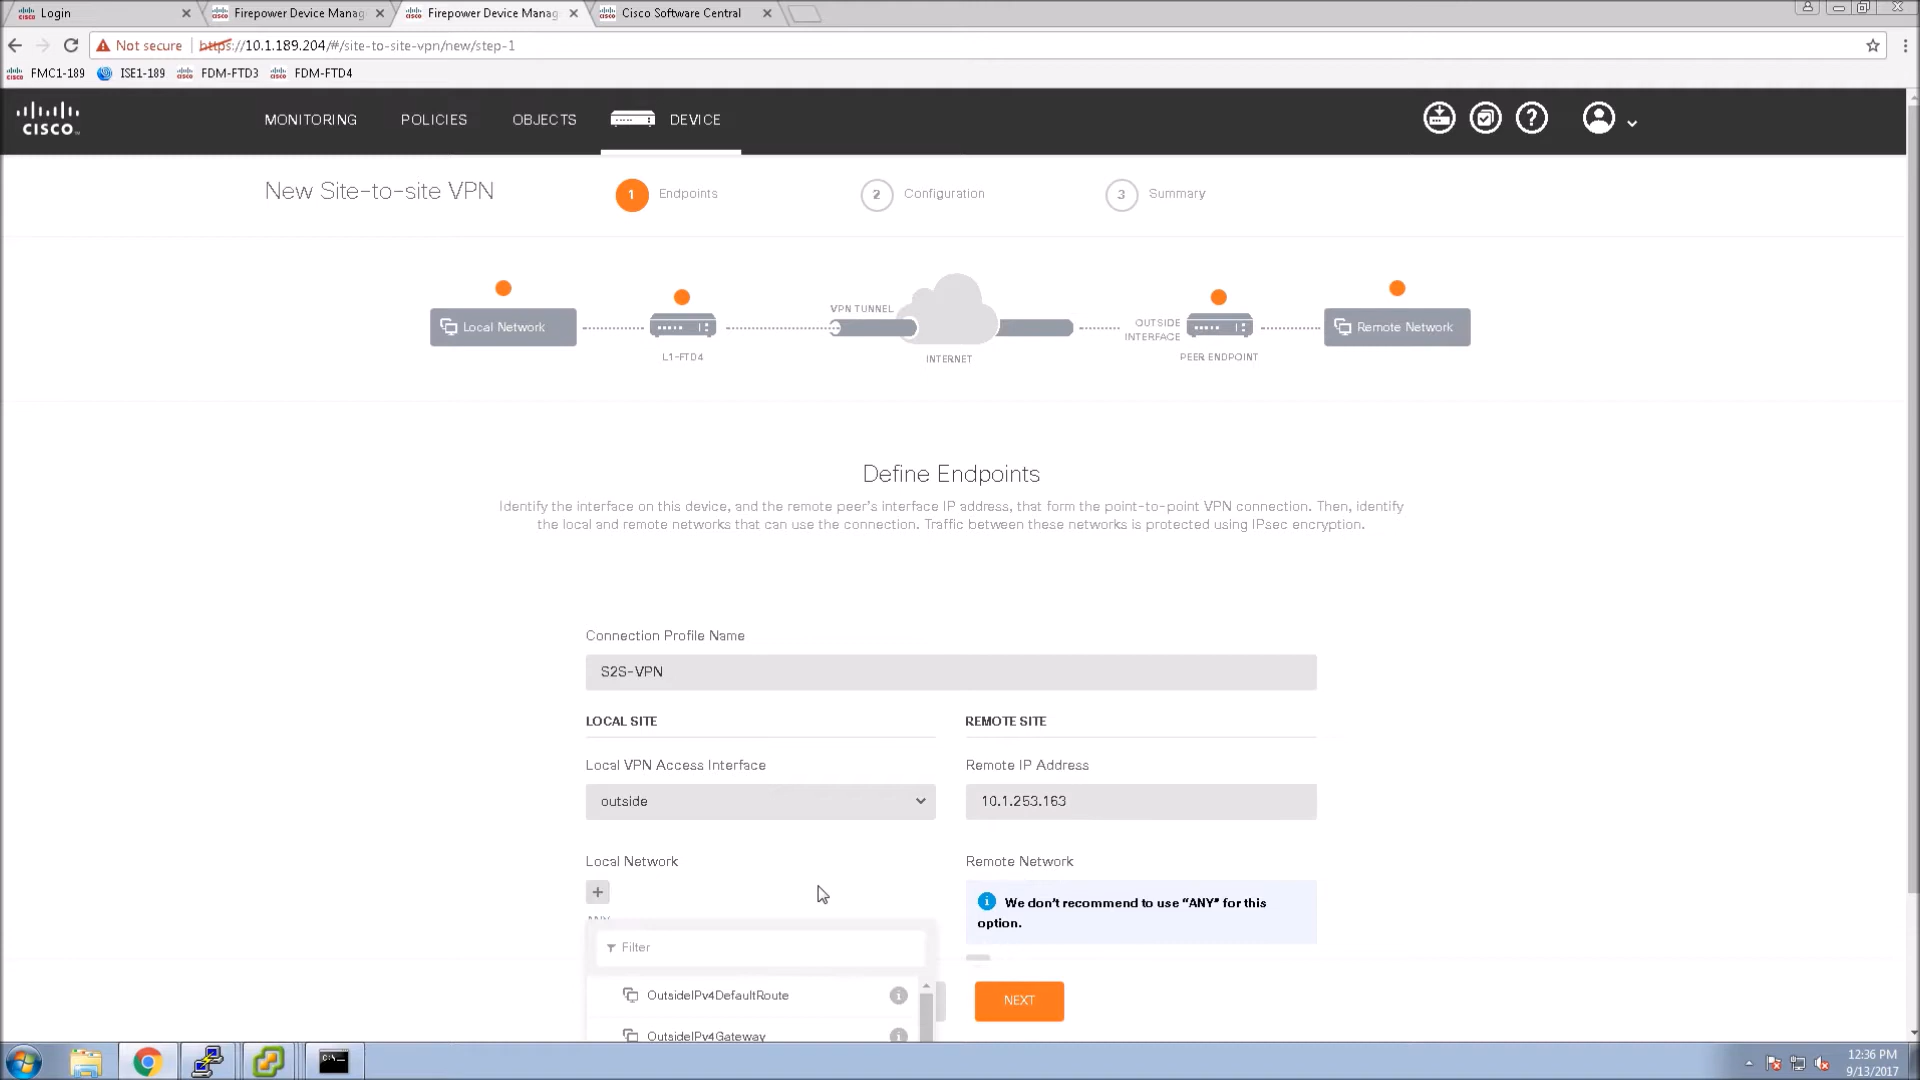 Login
Firepower Device Manag
Firepower Device Manag
Cisco Software Central
Not secure
https://10.1.189.204/#/site-to-site-vpn/new/step-1
FMC1-189
ISE1-189
FDM-FTD3
FDM-FTD4
CISCO
MONITORING
POLICIES
OBJECTS
DEVICE
New Site-to-site VPN
1 Endpoints
2 Configuration
3 Summary
Local Network
L1-FTD4
VPN TUNNEL
INTERNET
OUTSIDE
INTERFACE
PEER ENDPOINT
Remote Network
Define Endpoints
Identify the interface on this device, and the remote peer's interface IP address, that form the point-to-point VPN connection. Then, identify
the local and remote networks that can use the connection. Traffic between these networks is protected using IPsec encryption.
Connection Profile Name
S2S-VPN
LOCAL SITE
REMOTE SITE
Local VPN Access Interface
Remote IP Address
outside
10.1.253.163
Local Network
Remote Network
We don't recommend to use "ANY" for this
option.
ANY
Filter
OutsideIPv4DefaultRoute
OutsideIPv4Gateway
NEXT
12:36 PM
9/13/2017